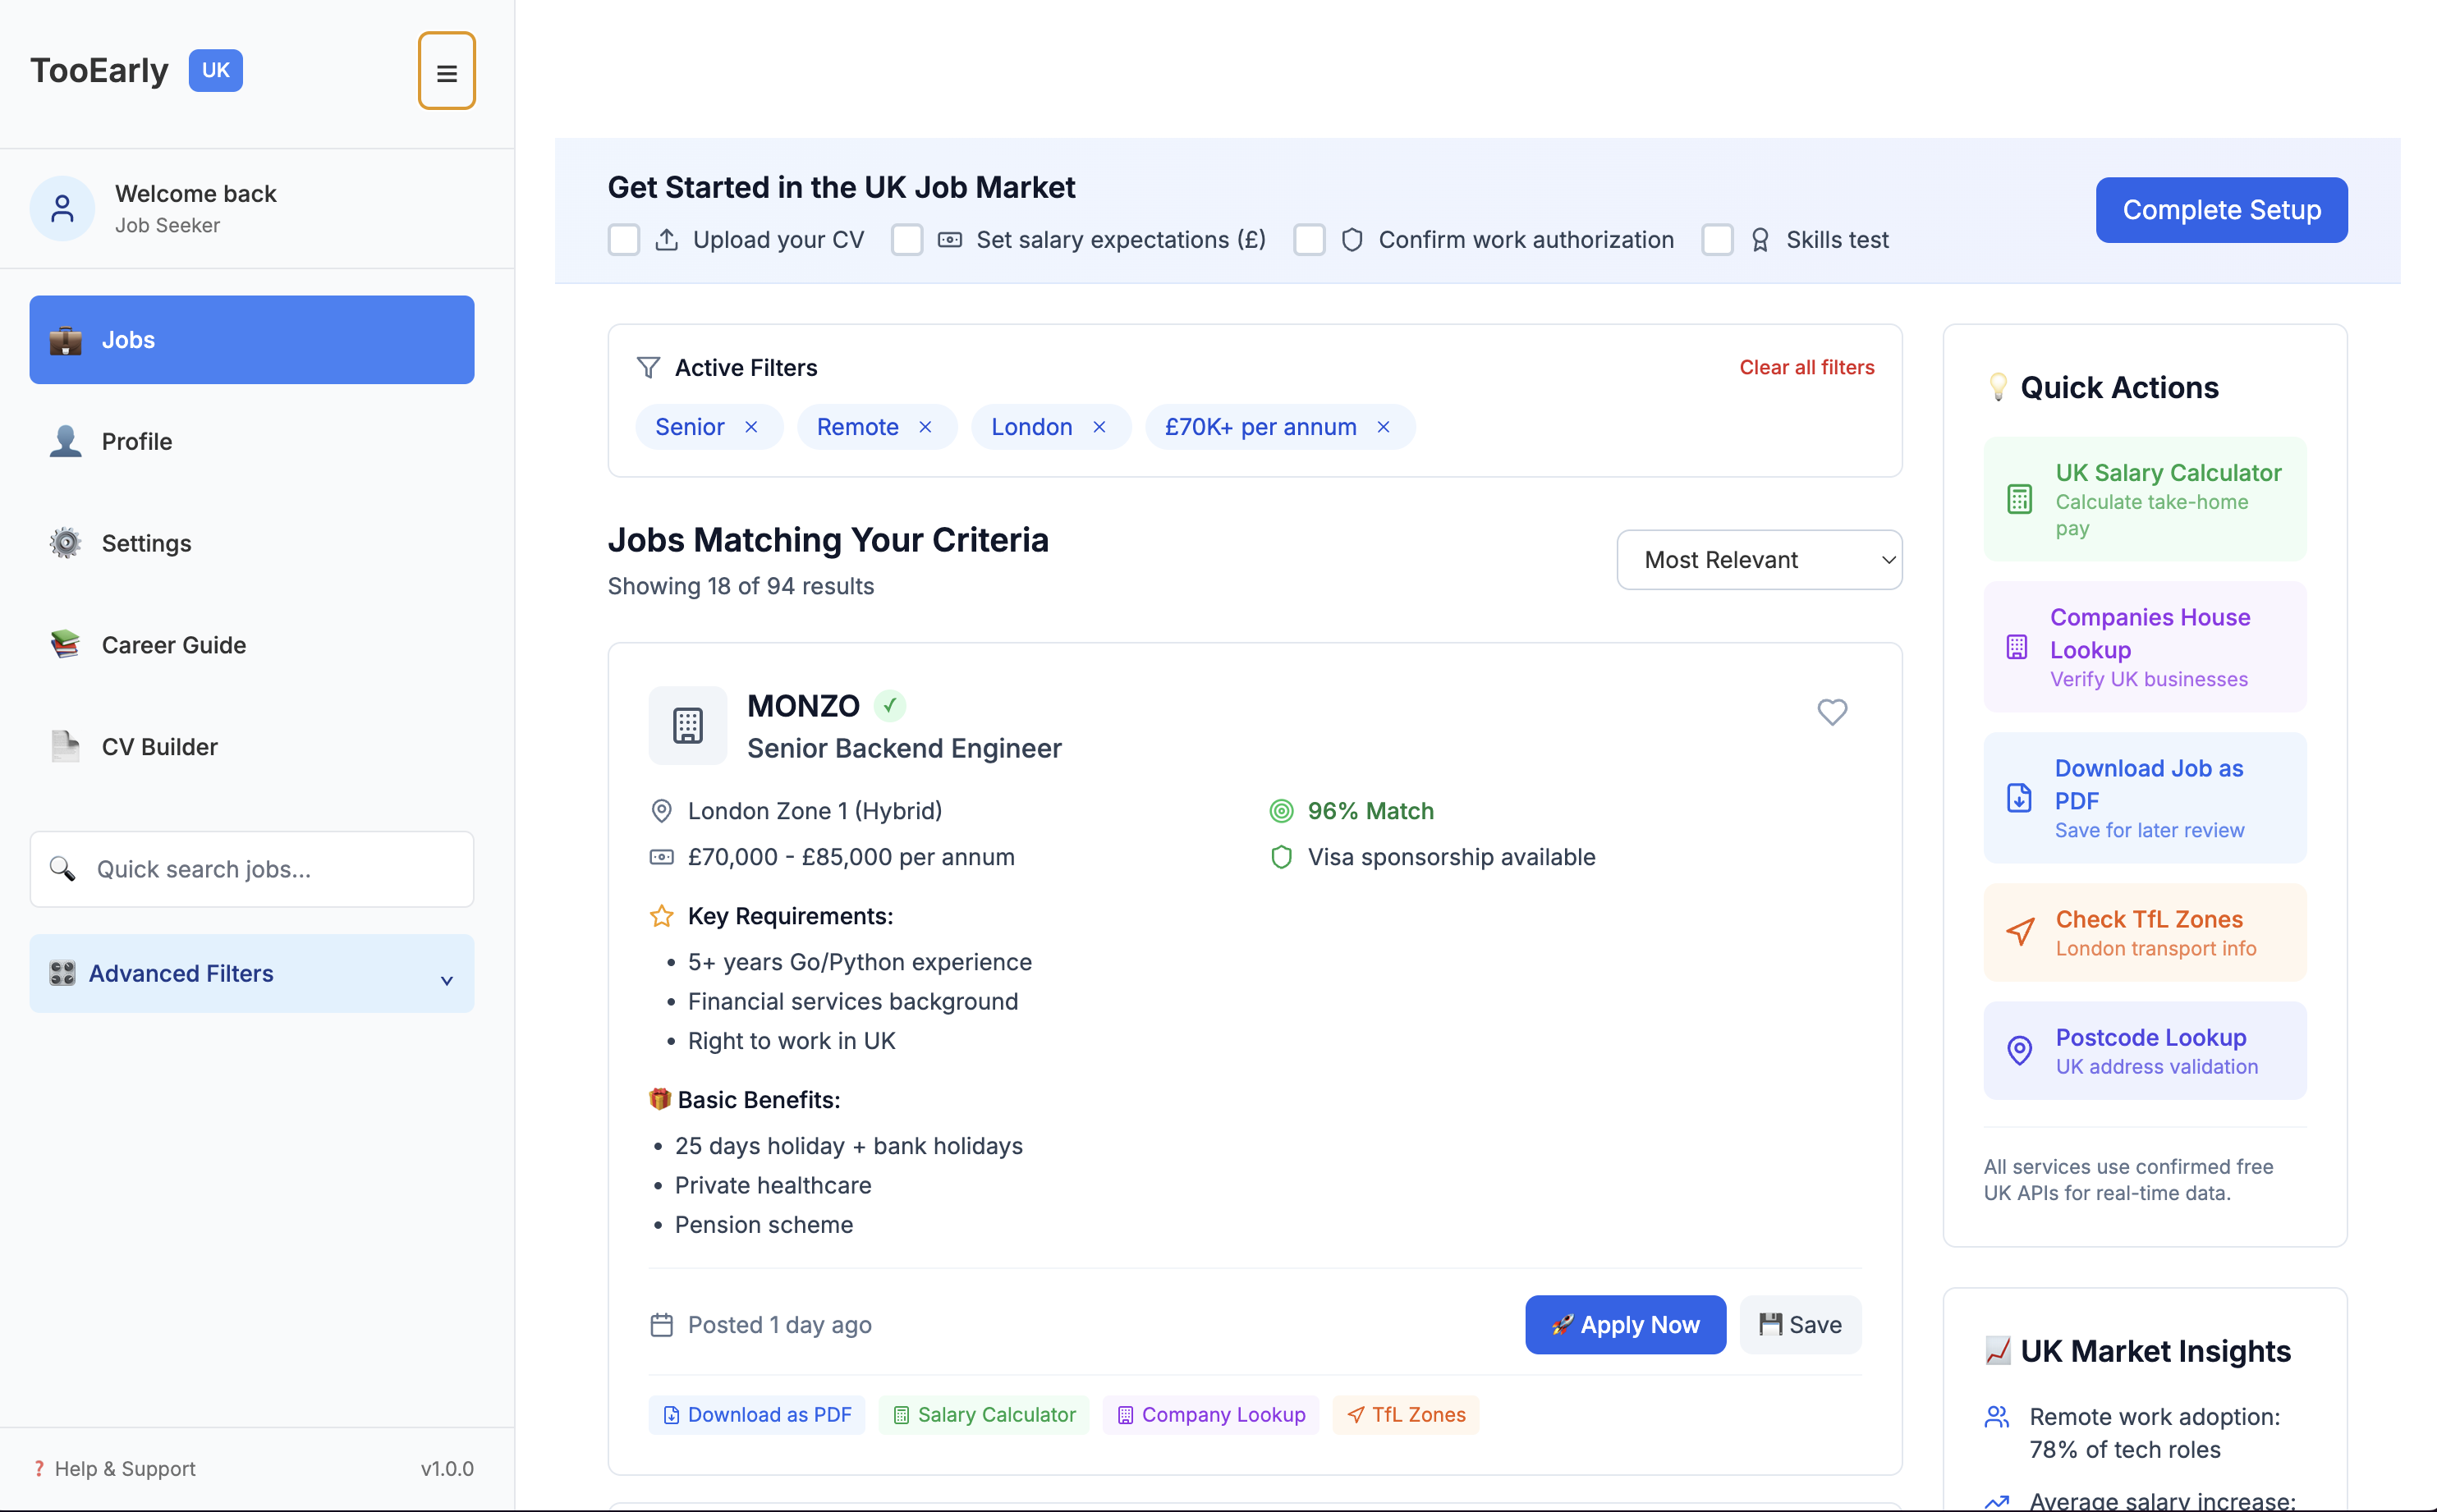 TooEarly UK
Welcome back
Job Seeker
Jobs
Profile
Settings
Career Guide
CV Builder
Quick search jobs...
Advanced Filters
Help & Support v1.0.0
Get Started in the UK Job Market
Upload your CV Set salary expectations (£) Confirm work authorization Skills test
Complete Setup
Active Filters Clear all filters
Senior × Remote × London × £70K+ per annum ×
Jobs Matching Your Criteria
Showing 18 of 94 results
Most Relevant
MONZO ✓
Senior Backend Engineer
London Zone 1 (Hybrid) 96% Match
£70,000 - £85,000 per annum Visa sponsorship available
Key Requirements:
• 5+ years Go/Python experience
• Financial services background
• Right to work in UK
Basic Benefits:
• 25 days holiday + bank holidays
• Private healthcare
• Pension scheme
Posted 1 day ago Apply Now Save
Download as PDF Salary Calculator Company Lookup TfL Zones
Quick Actions
UK Salary Calculator
Calculate take-home
pay
Companies House
Lookup
Verify UK businesses
Download Job as
PDF
Save for later review
Check TfL Zones
London transport info
Postcode Lookup
UK address validation
All services use confirmed free
UK APIs for real-time data.
UK Market Insights
Remote work adoption:
78% of tech roles
Average salary increase: